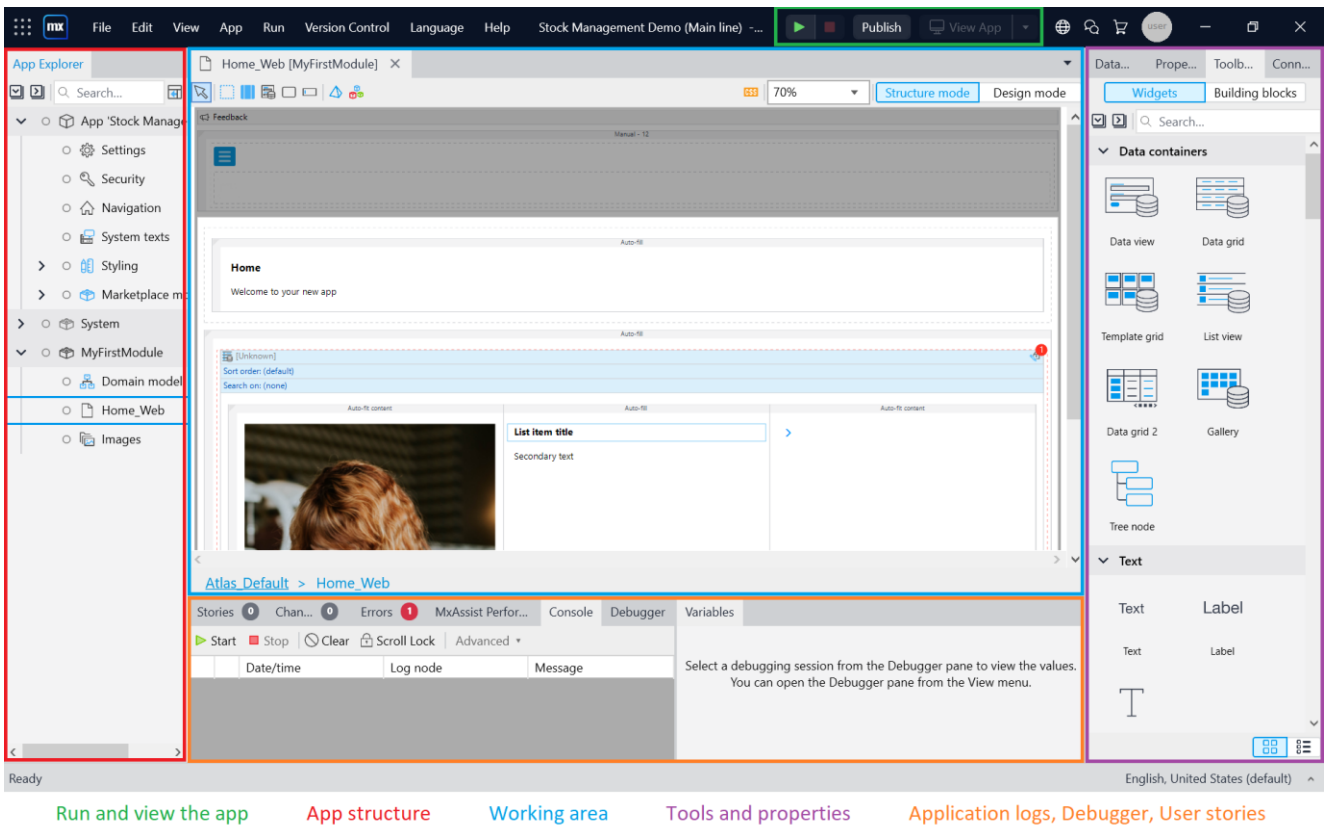 mx File Edit View App Run Version Control Language Help Stock Management Demo (Main line) -... Publish View App user
App Explorer
Search...
App 'Stock Manage
Settings
Security
Navigation
System texts
Styling
Marketplace mo
System
MyFirstModule
Domain model
Home_Web
Images
Home_Web [MyFirstModule]
70% Structure mode Design mode
Feedback
Manual - 12
Auto-fill
Home
Welcome to your new app
Auto-fill
[Unknown] 1
Sort order: (default)
Search on: (none)
Auto-fit content Auto-fill Auto-fit content
List item title
Secondary text
Atlas_Default > Home_Web
Stories 0 Chan... 0 Errors 1 MxAssist Perfor... Console Debugger Variables
Start Stop Clear Scroll Lock Advanced
Date/time Log node Message
Select a debugging session from the Debugger pane to view the values.
You can open the Debugger pane from the View menu.
Data... Prope... Toolb... Conn...
Widgets Building blocks
Search...
Data containers
Data view Data grid
Template grid List view
Data grid 2 Gallery
Tree node
Text
Text Label
Text Label
T
Ready English, United States (default)
Run and view the app App structure Working area Tools and properties Application logs, Debugger, User stories